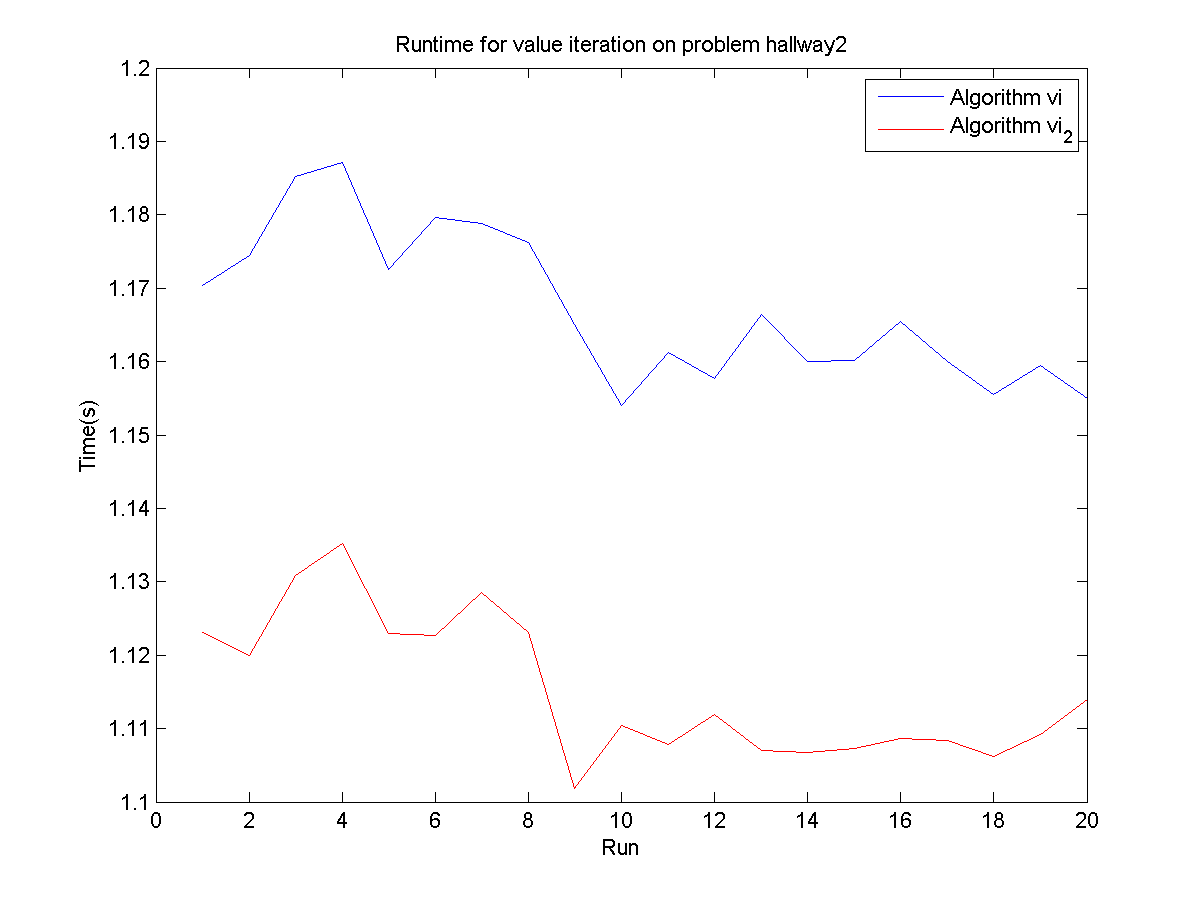 Runtime for value iteration on problem hallway2
Algorithm vi
Algorithm vi₂
1.2
1.19
1.18
1.17
1.16
1.15
1.14
1.13
1.12
1.11
1.1
Time(s)
0 2 4 6 8 10 12 14 16 18 20
Run